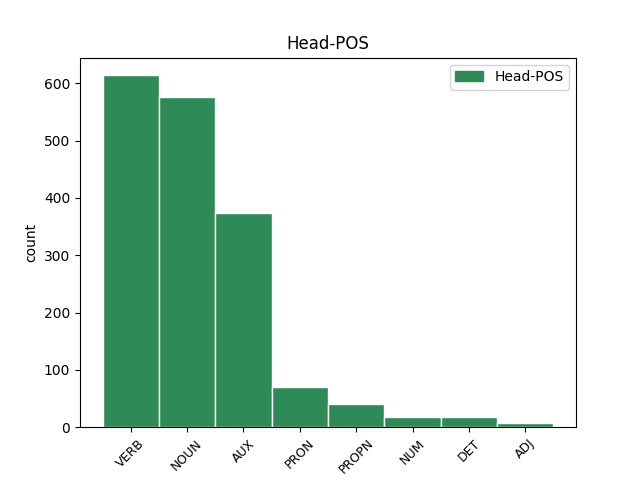 Head-POS
Head-POS
count
600
500
400
300
200
100
0
VERB
NOUN
AUX
PRON
PROPN
NUM
DET
ADJ